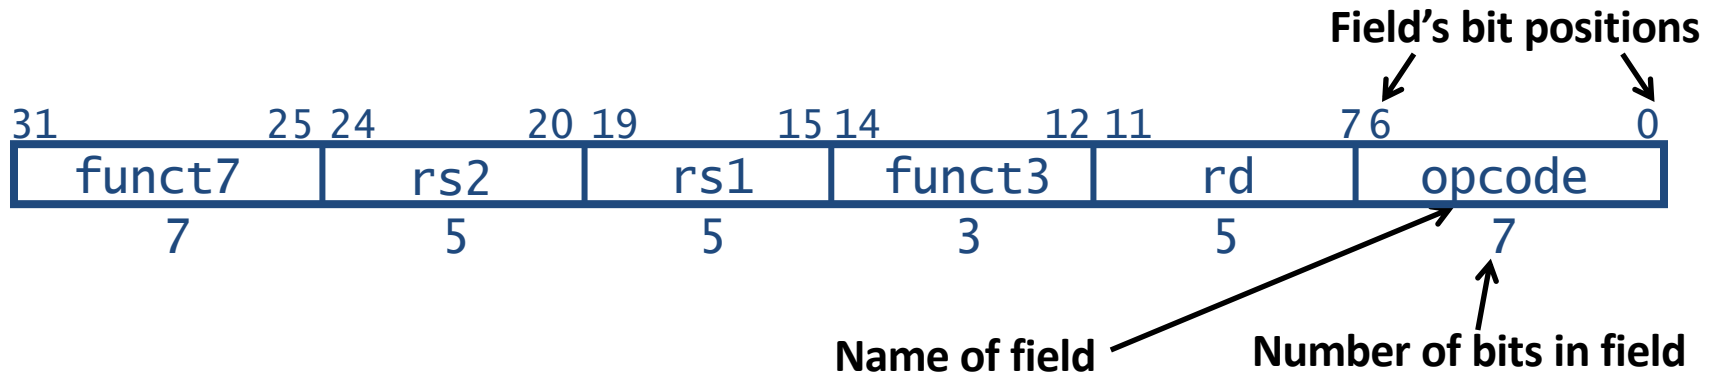 Field’s bit positions
31 25 24 20 19 15 14 12 11 7 6 0
funct7 rs2 rs1 funct3 rd opcode
7 5 5 3 5 7
Name of field Number of bits in field